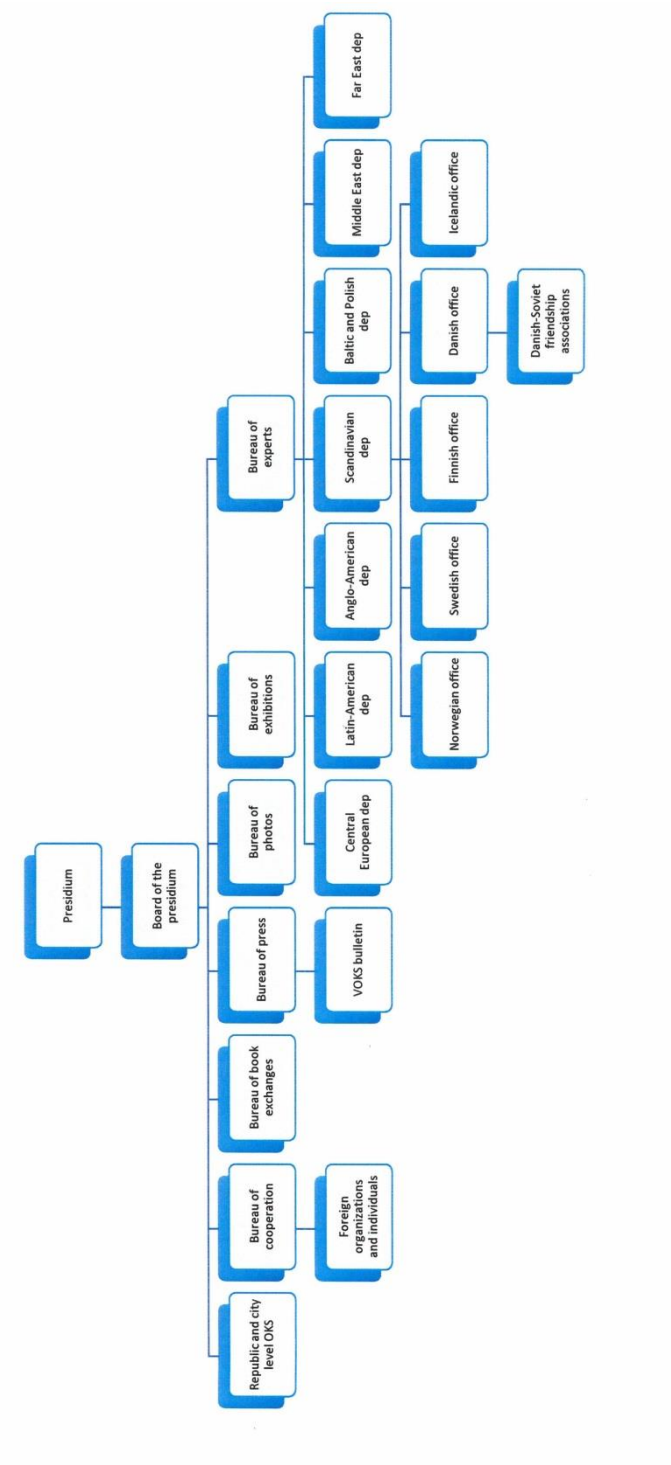 Presidium
Board of the
presidium
Republic and city
level OKS
Bureau of
cooperation
Bureau of book
exchanges
Bureau of press
Bureau of
photos
Bureau of
exhibitions
Bureau of
experts
Foreign
organizations
and individuals
VOKS bulletin
Central
European dep
Latin-American
dep
Anglo-American
dep
Scandinavian
dep
Baltic and Polish
dep
Middle East dep
Far East dep
Norwegian office
Swedish office
Finnish office
Danish office
Icelandic office
Danish-Soviet
friendship
associations